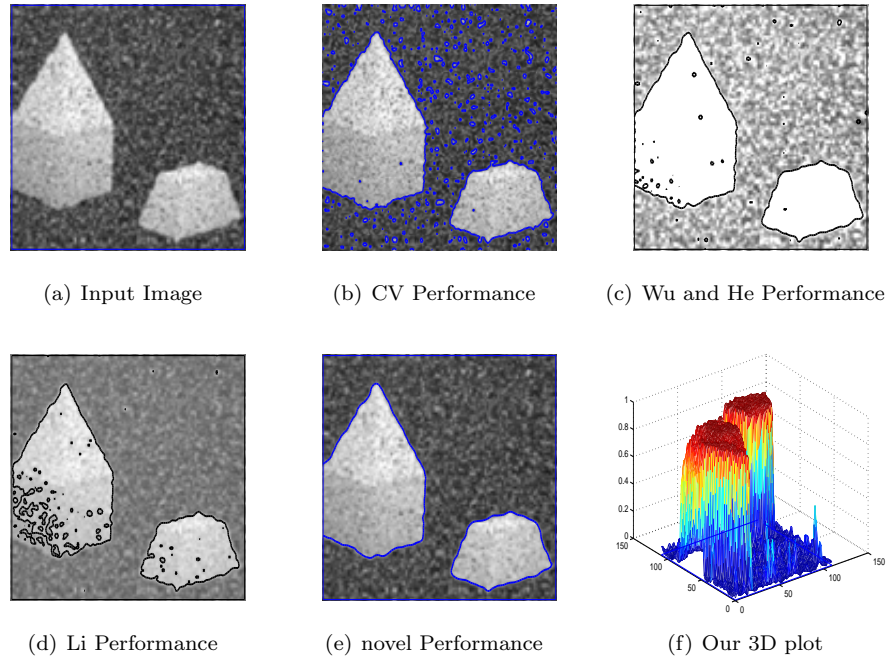 (a) Input Image
(b) CV Performance
(c) Wu and He Performance
1
0.8
0.6
0.4
0.2
0
150
100
50
0
0
50
100
150
(d) Li Performance
(e) novel Performance
(f) Our 3D plot